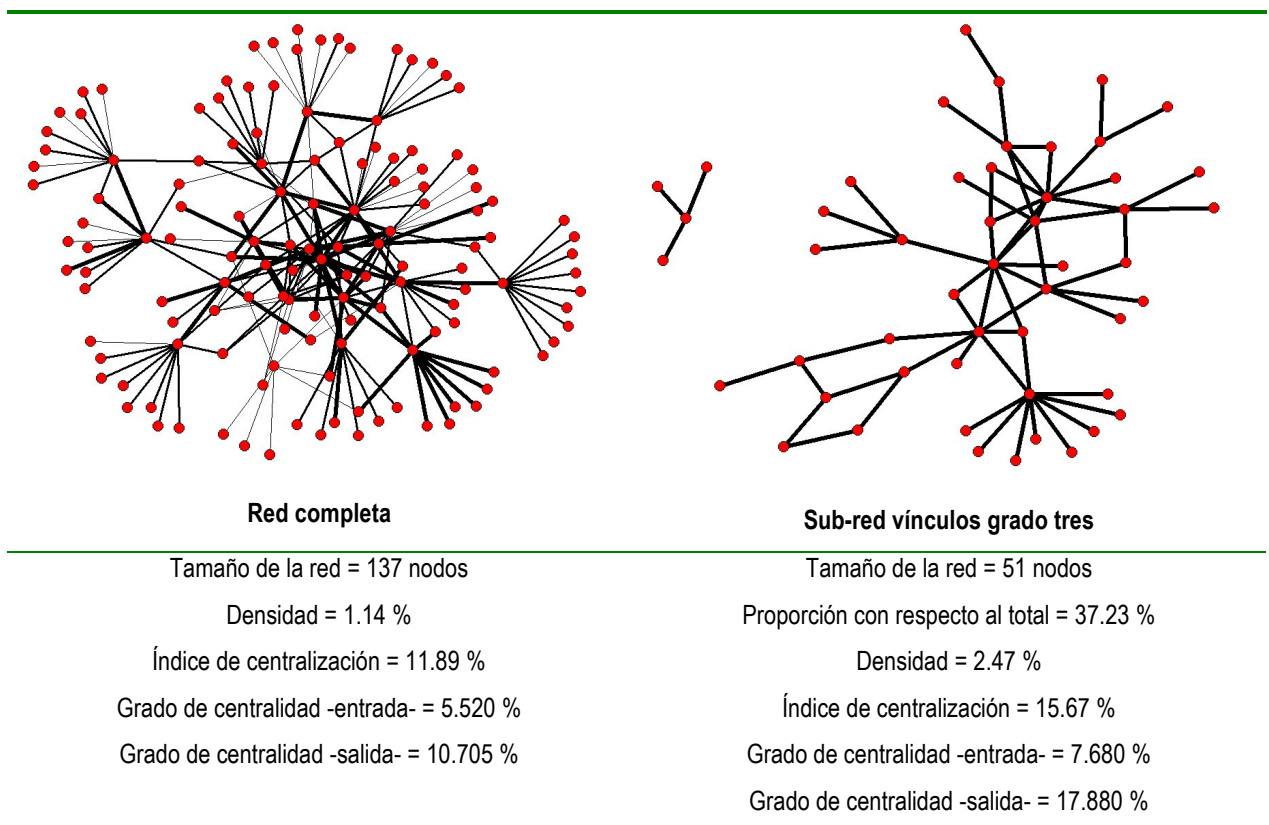 Red completa
Tamaño de la red = 137 nodos
Densidad = 1.14 %
Índice de centralización = 11.89 %
Grado de centralidad -entrada- = 5.520 %
Grado de centralidad -salida- = 10.705 %
Sub-red vínculos grado tres
Tamaño de la red = 51 nodos
Proporción con respecto al total = 37.23 %
Densidad = 2.47 %
Índice de centralización = 15.67 %
Grado de centralidad -entrada- = 7.680 %
Grado de centralidad -salida- = 17.880 %